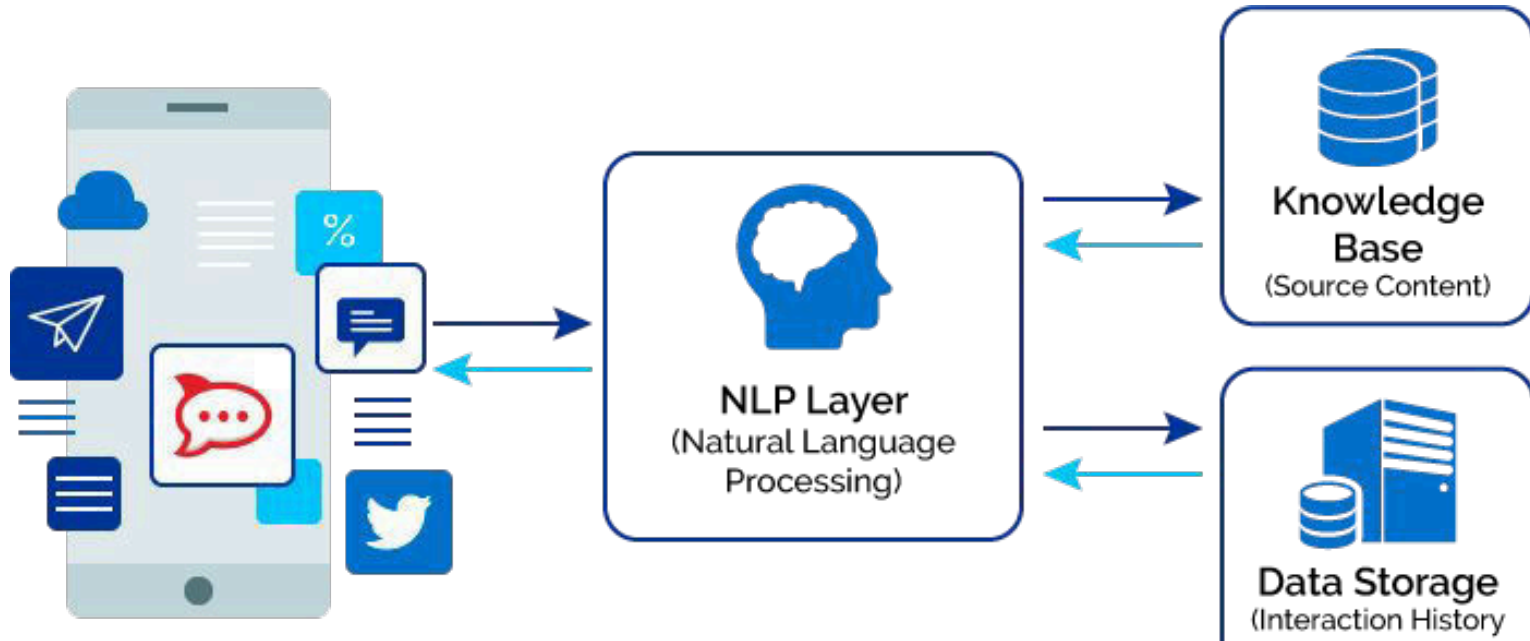 %
NLP Layer
(Natural Language
Processing)
Knowledge
Base
(Source Content)
Data Storage
(Interaction History